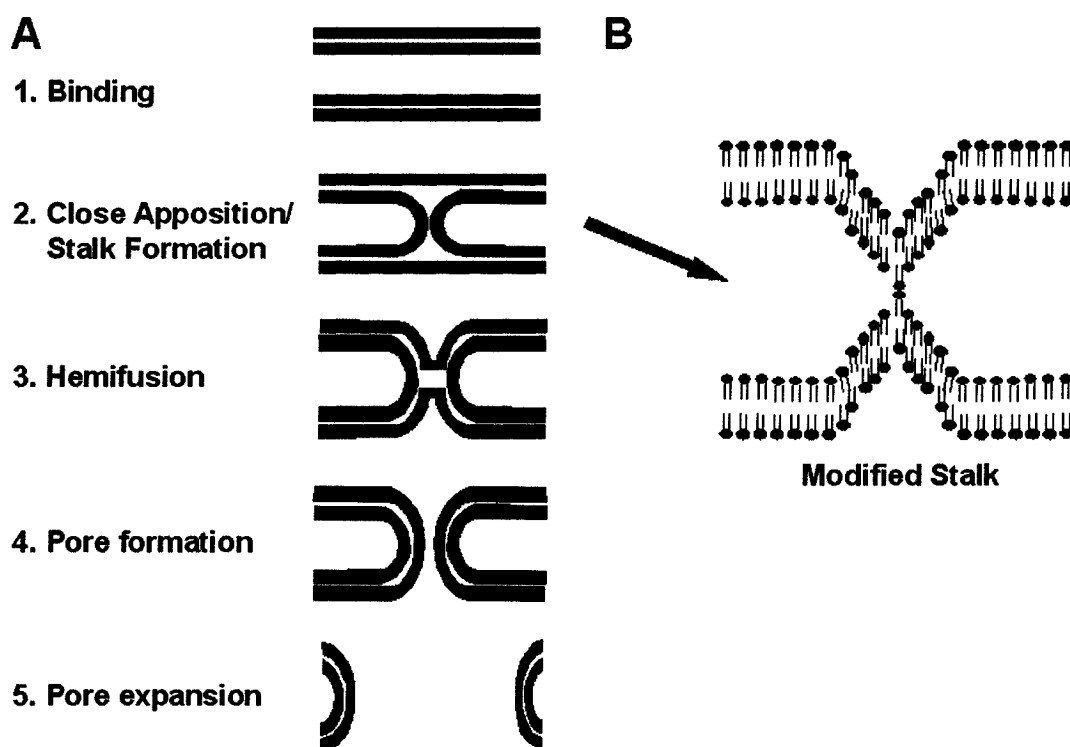 A
B
1. Binding
2. Close Apposition/
Stalk Formation
3. Hemifusion
4. Pore formation
5. Pore expansion
Modified Stalk